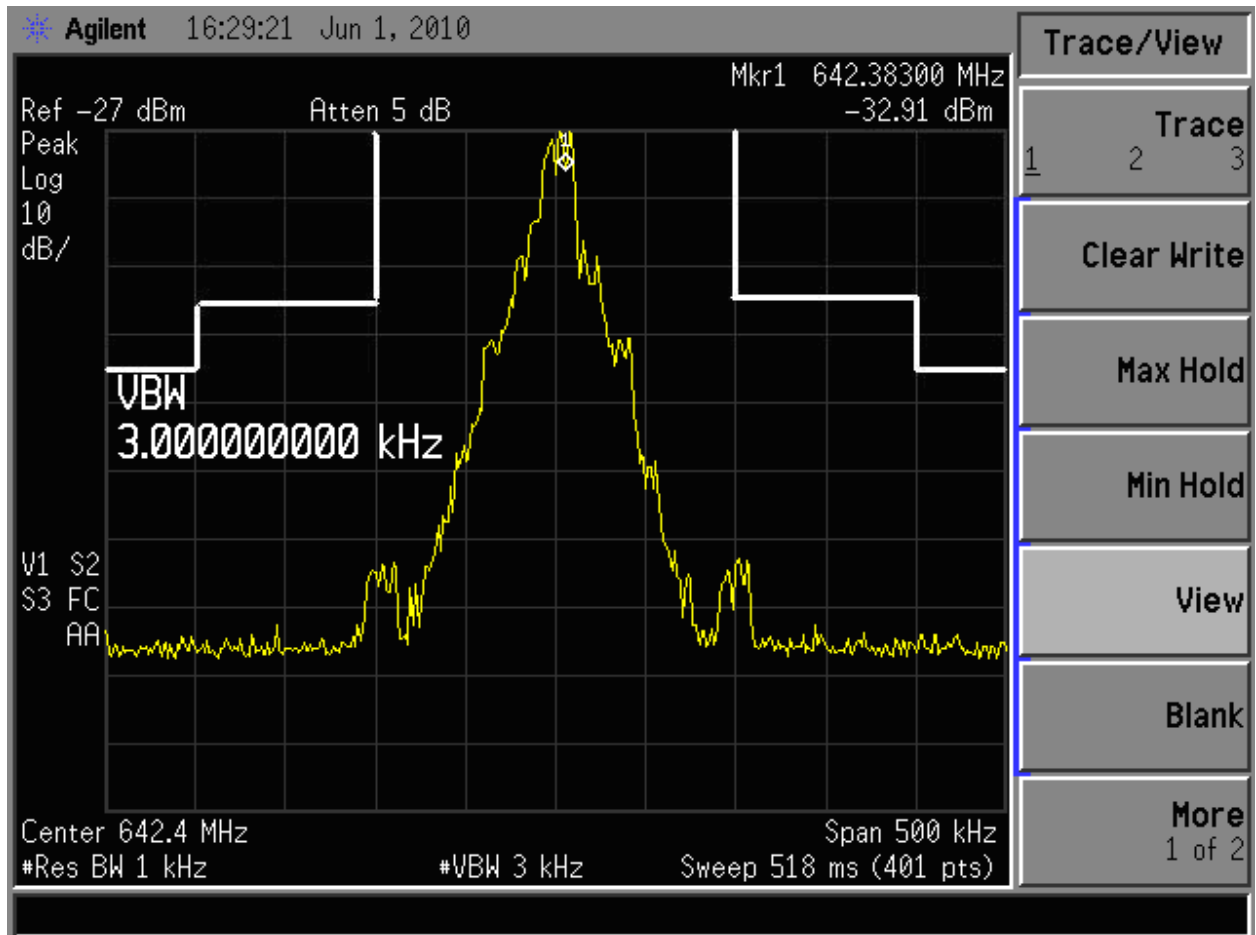 Agilent 16:29:21 Jun 1, 2010
Trace/View
Mkr1 642.38300 MHz
Ref -27 dBm Atten 5 dB -32.91 dBm
Peak
Log
10
dB/
1
VBW
3.000000000 kHz
V1 S2
S3 FC
AA
Center 642.4 MHz Span 500 kHz
#Res BW 1 kHz #VBW 3 kHz Sweep 518 ms (401 pts)
Trace
1 2 3
Clear Write
Max Hold
Min Hold
View
Blank
More
1 of 2